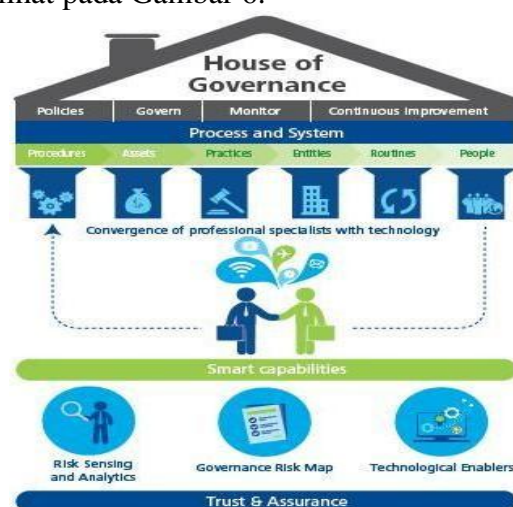 pada Gambar 6.
House of
Governance
Policies Govern Monitor Continuous Improvement
Process and System
Procedures Assets Practices Entities Routines People
Convergence of professional specialists with technology
Smart capabilities
Risk Sensing
and Analytics
Governance Risk Map
Technological Enablers
Trust & Assurance